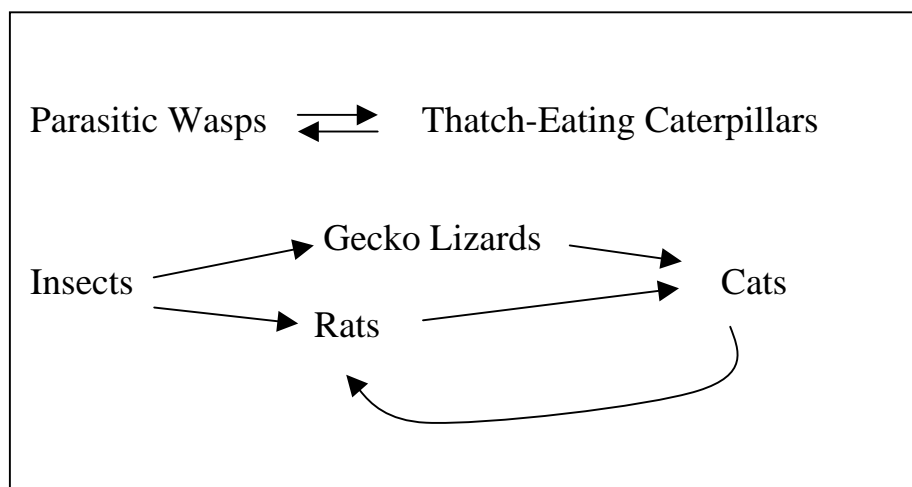 Parasitic Wasps Thatch-Eating Caterpillars
Gecko Lizards
Insects Cats
Rats